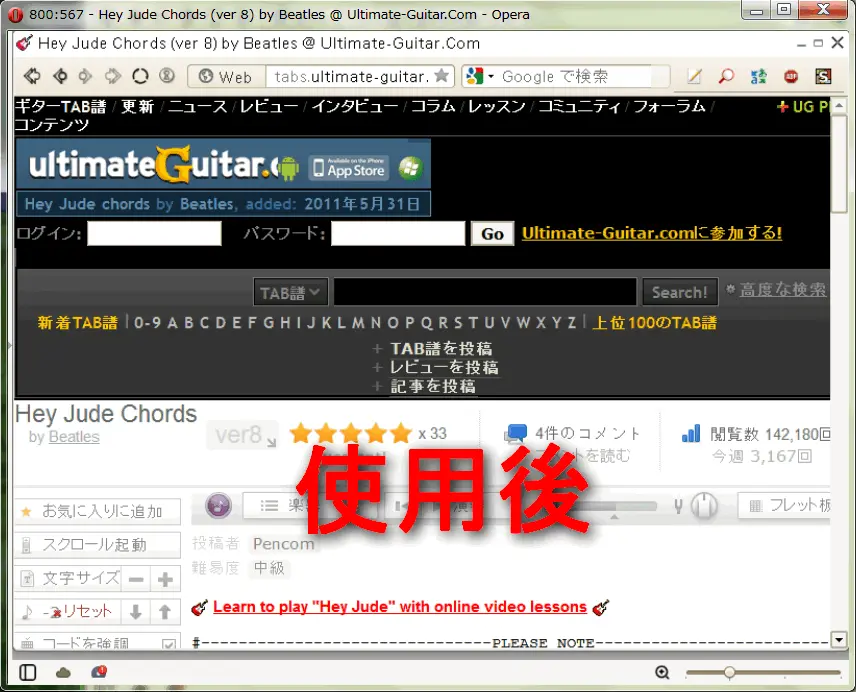 800:567 - Hey Jude Chords (ver 8) by Beatles @ Ultimate-Guitar.Com - Opera
Hey Jude Chords (ver 8) by Beatles @ Ultimate-Guitar.Com
Web tabs.ultimate-guitar. Google で検索
ギターTAB譜 / 更新 / ニュース / レビュー / インタビュー / コラム / レッスン / コミュニティ / フォーラム / + UG P
コンテンツ
ultimateGuitar.c Available on the iPhone App Store
Hey Jude chords by Beatles, added: 2011年5月31日
ログイン: パスワード: Go Ultimate-Guitar.comに参加する!
TAB譜 Search! * 高度な検索
新着TAB譜 | 0-9 A B C D E F G H I J K L M N O P Q R S T U V W X Y Z | 上位100のTAB譜
+ TAB譜を投稿
+ レビューを投稿
+ 記事を投稿
Hey Jude Chords
by Beatles
ver8 x 33 4件のコメント 閲覧数 142,180回
を読む 今週 3,167回
使用後
お気に入りに追加 フレット板
スクロール起動 投稿者 Pencom
文字サイズ 難易度 中級
リセット Learn to play "Hey Jude" with online video lessons
コードを強調 #-------------------------------PLEASE NOTE-------------------------